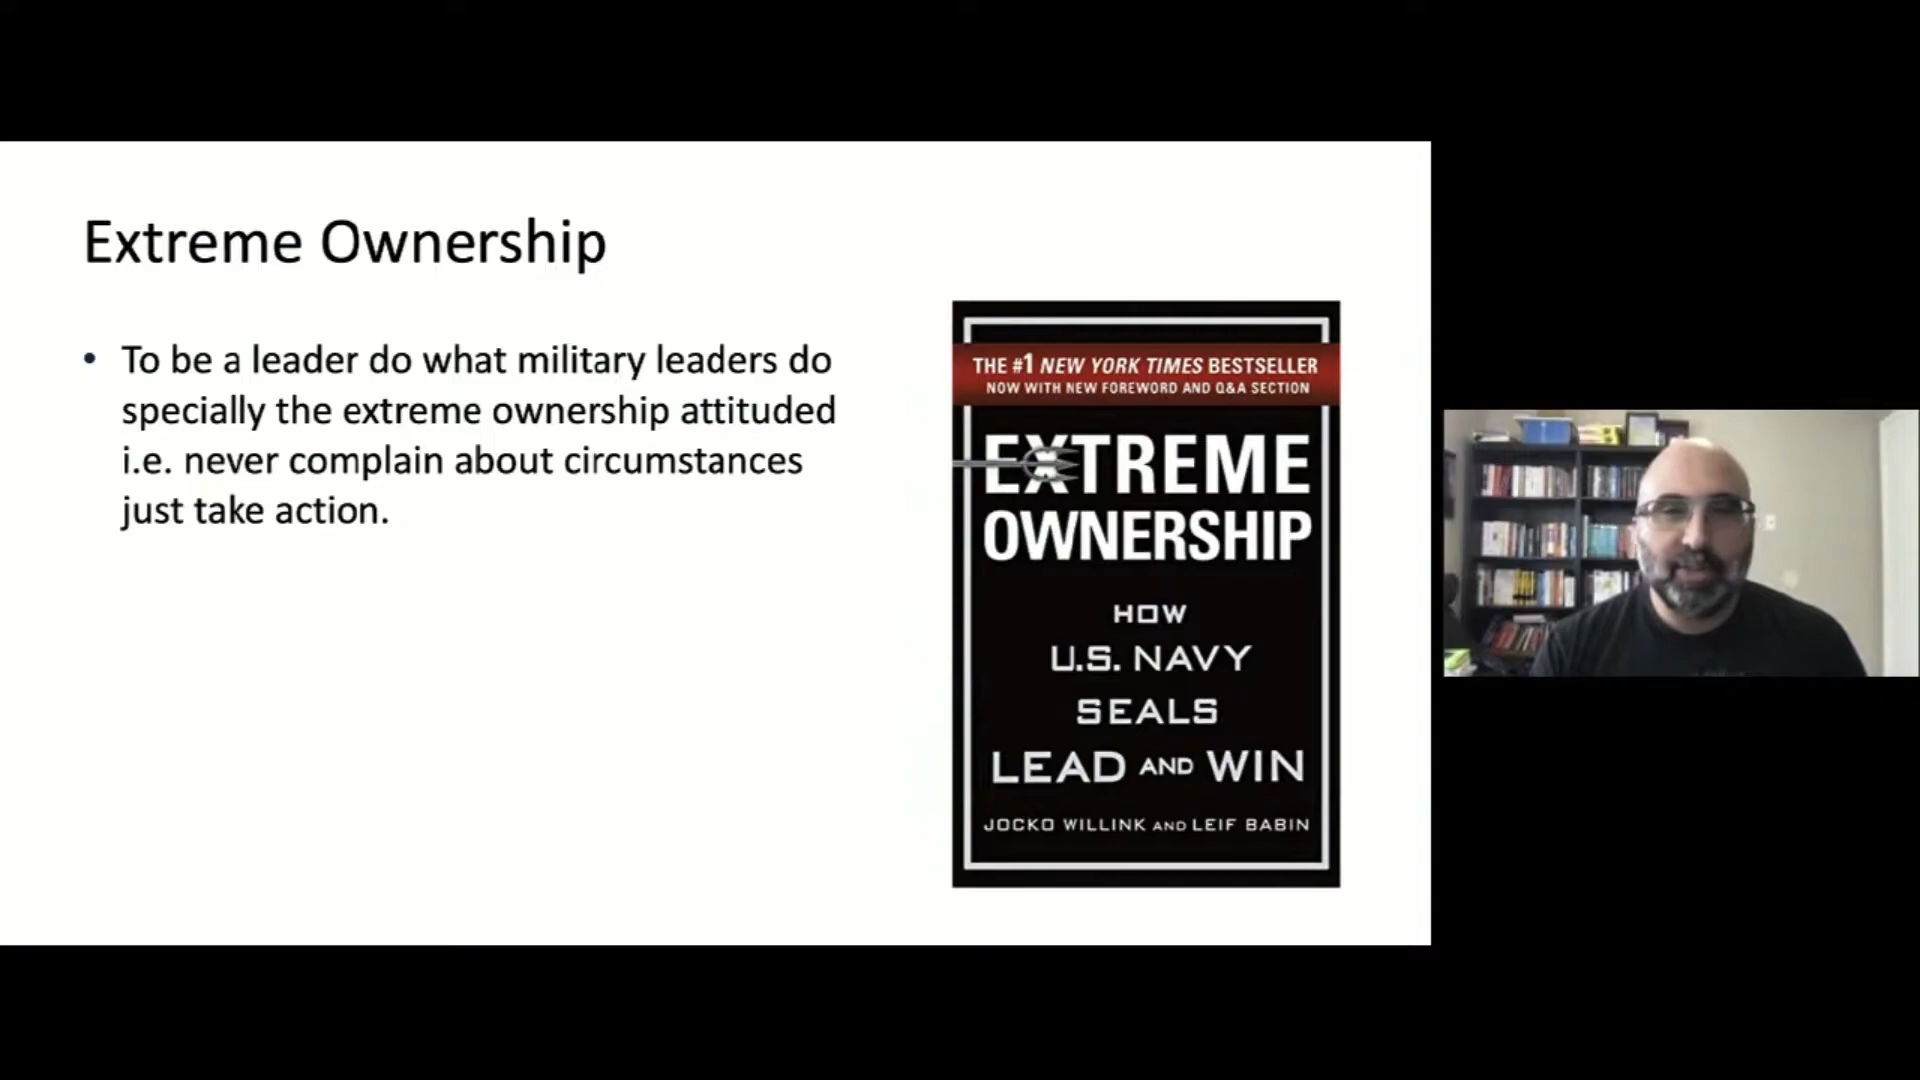 Extreme Ownership
• To be a leader do what military leaders do
specially the extreme ownership attituded
i.e. never complain about circumstances
just take action.
THE #1 NEW YORK TIMES BESTSELLER
NOW WITH NEW FOREWORD AND Q&A SECTION
EXTREME
OWNERSHIP
HOW
U.S. NAVY
SEALS
LEAD AND WIN
JOCKO WILLINK AND LEIF BABIN